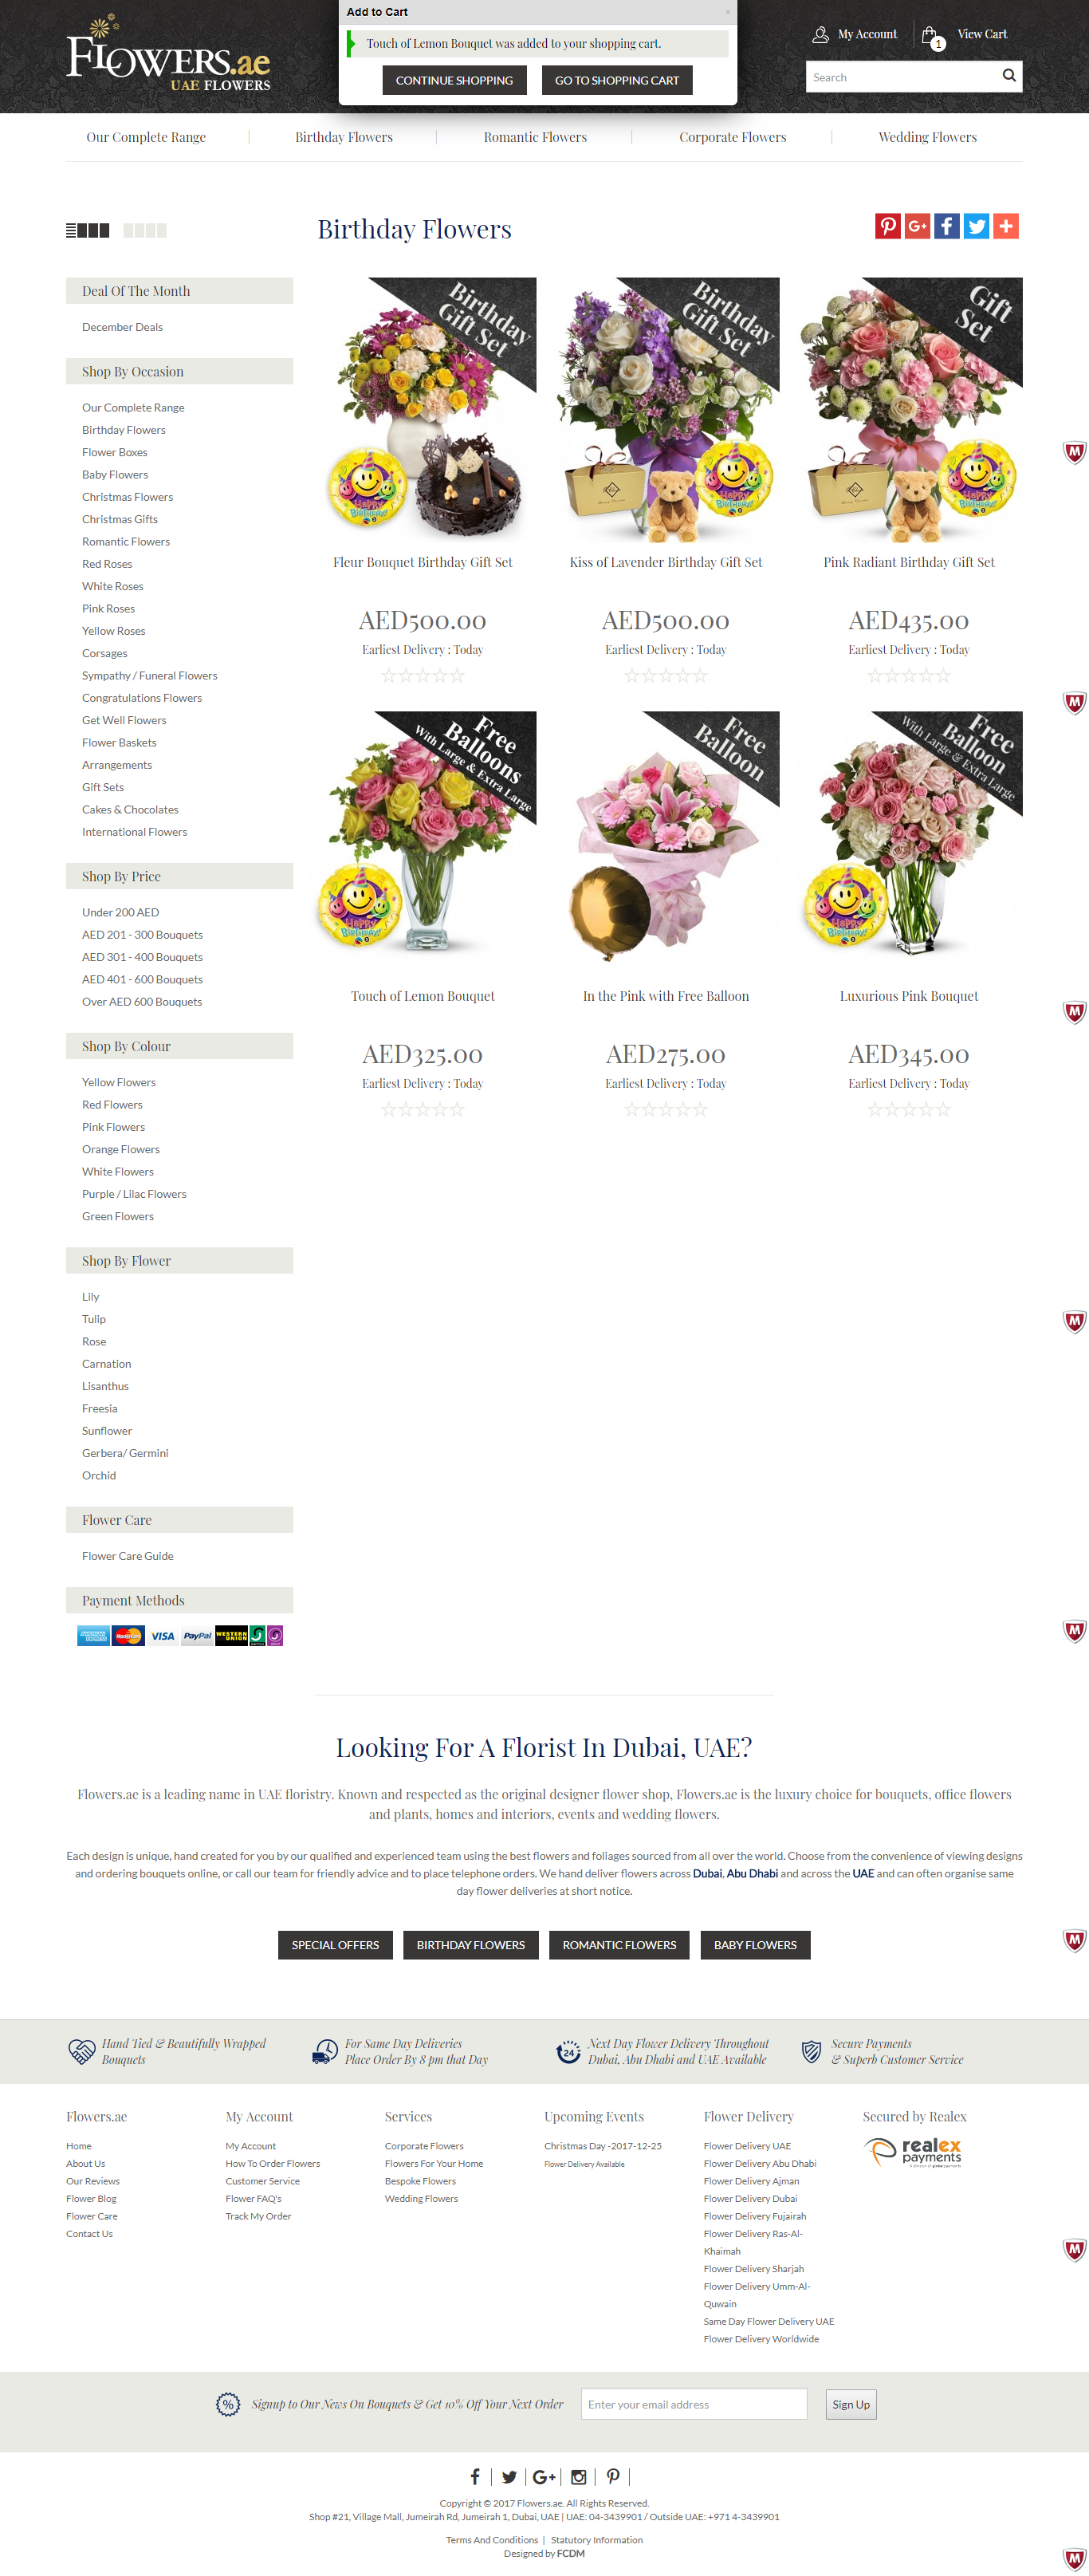 Add to Cart
×
Touch of Lemon Bouquet was added to your shopping cart.
CONTINUE SHOPPING
GO TO SHOPPING CART
FLOWERS.ae
UAE FLOWERS
My Account
1
View Cart
Search
Our Complete Range
Birthday Flowers
Romantic Flowers
Corporate Flowers
Wedding Flowers
Birthday Flowers
Deal Of The Month
December Deals
Shop By Occasion
Our Complete Range
Birthday Flowers
Flower Boxes
Baby Flowers
Christmas Flowers
Christmas Gifts
Romantic Flowers
Red Roses
White Roses
Pink Roses
Yellow Roses
Corsages
Sympathy / Funeral Flowers
Congratulations Flowers
Get Well Flowers
Flower Baskets
Arrangements
Gift Sets
Cakes & Chocolates
International Flowers
Shop By Price
Under 200 AED
AED 201 - 300 Bouquets
AED 301 - 400 Bouquets
AED 401 - 600 Bouquets
Over AED 600 Bouquets
Shop By Colour
Yellow Flowers
Red Flowers
Pink Flowers
Orange Flowers
White Flowers
Purple / Lilac Flowers
Green Flowers
Shop By Flower
Lily
Tulip
Rose
Carnation
Lisanthus
Freesia
Sunflower
Gerbera/ Germini
Orchid
Flower Care
Flower Care Guide
Payment Methods
AMERICAN EXPRESS
MasterCard
VISA
PayPal
WESTERN UNION
Birthday
Gift Set
HAPPY BIRTHDAY!
Fleur Bouquet Birthday Gift Set
AED500.00
Earliest Delivery : Today
Birthday
Gift Set
HAPPY BIRTHDAY!
Kiss of Lavender Birthday Gift Set
AED500.00
Earliest Delivery : Today
Gift
Set
HAPPY BIRTHDAY!
Pink Radiant Birthday Gift Set
AED435.00
Earliest Delivery : Today
Free
Balloons
With Large & Extra Large
HAPPY BIRTHDAY!
Touch of Lemon Bouquet
AED325.00
Earliest Delivery : Today
Free
Balloon
In the Pink with Free Balloon
AED275.00
Earliest Delivery : Today
Free
Balloon
With Large & Extra Large
HAPPY BIRTHDAY!
Luxurious Pink Bouquet
AED345.00
Earliest Delivery : Today
Looking For A Florist In Dubai, UAE?
Flowers.ae is a leading name in UAE floristry. Known and respected as the original designer flower shop, Flowers.ae is the luxury choice for bouquets, office flowers
and plants, homes and interiors, events and wedding flowers.
Each design is unique, hand created for you by our qualified and experienced team using the best flowers and foliages sourced from all over the world. Choose from the convenience of viewing designs
and ordering bouquets online, or call our team for friendly advice and to place telephone orders. We hand deliver flowers across Dubai, Abu Dhabi and across the UAE and can often organise same
day flower deliveries at short notice.
SPECIAL OFFERS
BIRTHDAY FLOWERS
ROMANTIC FLOWERS
BABY FLOWERS
Hand Tied & Beautifully Wrapped
Bouquets
For Same Day Deliveries
Place Order By 8 pm that Day
24
Next Day Flower Delivery Throughout
Dubai, Abu Dhabi and UAE Available
Secure Payments
& Superb Customer Service
Flowers.ae
Home
About Us
Our Reviews
Flower Blog
Flower Care
Contact Us
My Account
My Account
How To Order Flowers
Customer Service
Flower FAQ's
Track My Order
Services
Corporate Flowers
Flowers For Your Home
Bespoke Flowers
Wedding Flowers
Upcoming Events
Christmas Day -2017-12-25
Flower Delivery Available
Flower Delivery
Flower Delivery UAE
Flower Delivery Abu Dhabi
Flower Delivery Ajman
Flower Delivery Dubai
Flower Delivery Fujairah
Flower Delivery Ras-Al-
Khaimah
Flower Delivery Sharjah
Flower Delivery Umm-Al-
Quwain
Same Day Flower Delivery UAE
Flower Delivery Worldwide
Secured by Realex
realex
payments
%
Signup to Our News On Bouquets & Get 10% Off Your Next Order
Enter your email address
Sign Up
Copyright © 2017 Flowers.ae. All Rights Reserved.
Shop #21, Village Mall, Jumeirah Rd, Jumeirah 1, Dubai, UAE | UAE: 04-3439901 / Outside UAE: +971 4-3439901
Terms And Conditions | Statutory Information
Designed by FCDM